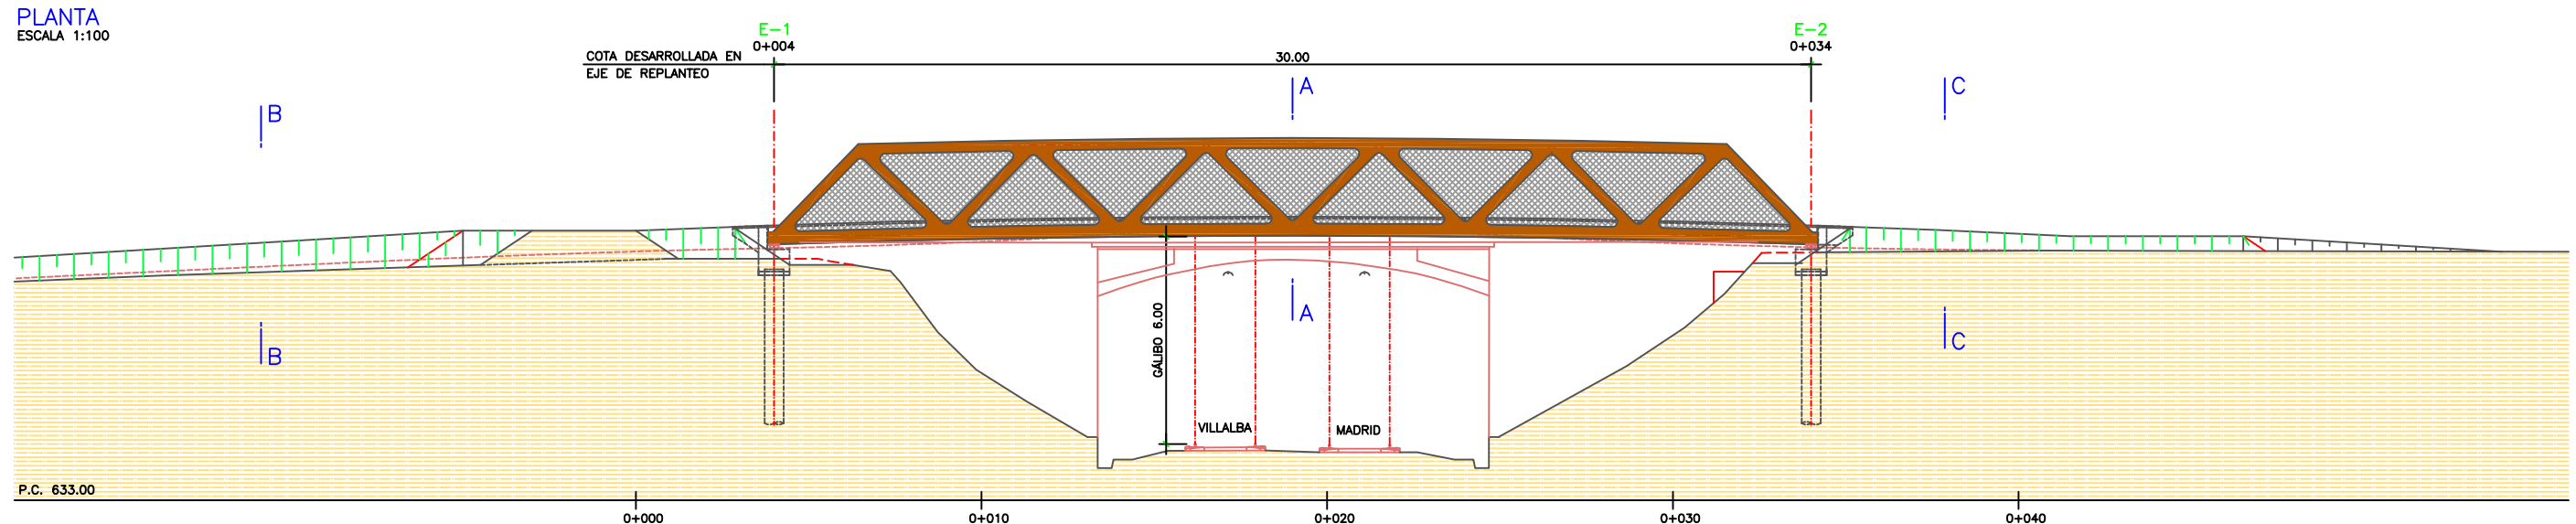 PLANTA
ESCALA 1:100
E-1
0+004
E-2
0+034
COTA DESARROLLADA EN
EJE DE REPLANTEO
30.00
B
A
C
GÁLIBO 6.00
A
B
C
VILLALBA
MADRID
P.C. 633.00
0+000
0+010
0+020
0+030
0+040